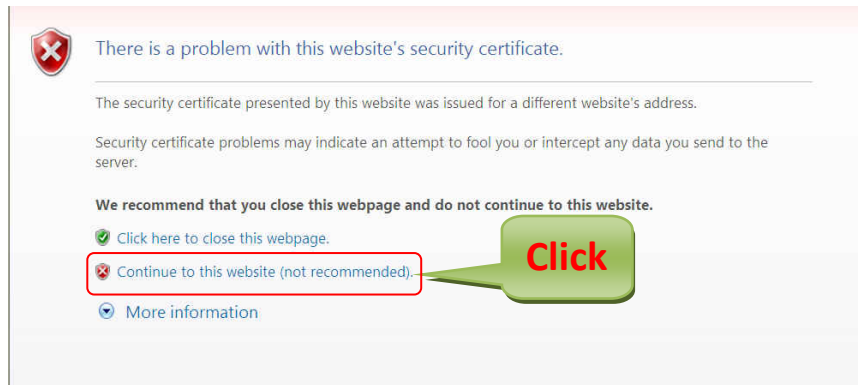 There is a problem with this website's security certificate.
The security certificate presented by this website was issued for a different website's address.
Security certificate problems may indicate an attempt to fool you or intercept any data you send to the
server.
We recommend that you close this webpage and do not continue to this website.
Click here to close this webpage.
Continue to this website (not recommended).
Click
More information